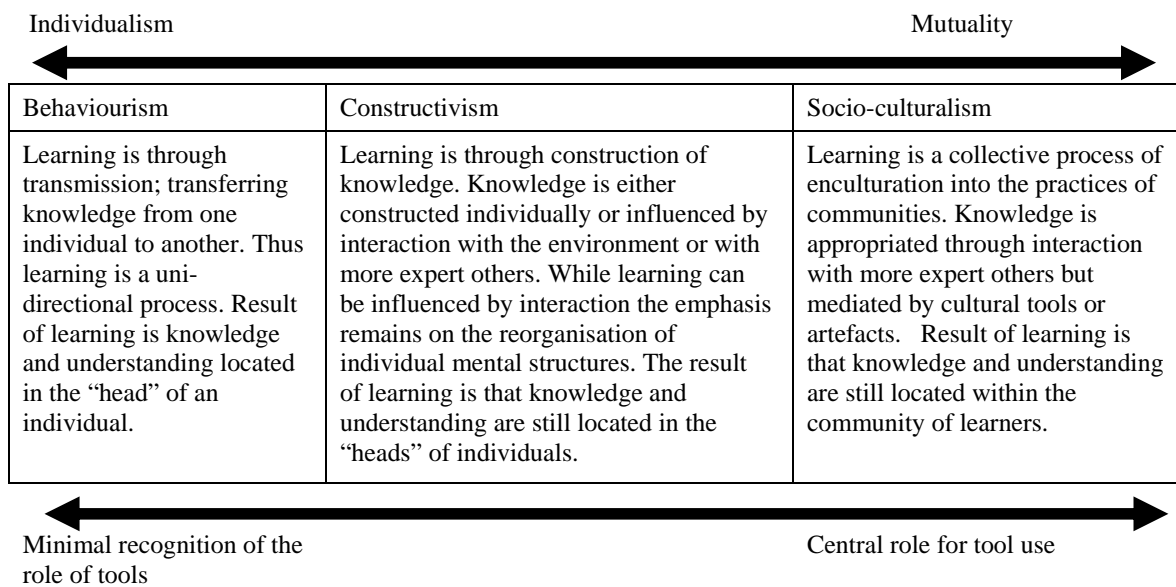 Individualism
Mutuality
Behaviourism
Constructivism
Socio-culturalism
Learning is through
transmission; transferring
knowledge from one
individual to another. Thus
learning is a uni-
directional process. Result
of learning is knowledge
and understanding located
in the “head” of an
individual.
Learning is through construction of
knowledge. Knowledge is either
constructed individually or influenced by
interaction with the environment or with
more expert others. While learning can
be influenced by interaction the emphasis
remains on the reorganisation of
individual mental structures. The result
of learning is that knowledge and
understanding are still located in the
“heads” of individuals.
Learning is a collective process of
enculturation into the practices of
communities. Knowledge is
appropriated through interaction
with more expert others but
mediated by cultural tools or
artefacts.   Result of learning is
that knowledge and understanding
are still located within the
community of learners.
Minimal recognition of the
role of tools
Central role for tool use